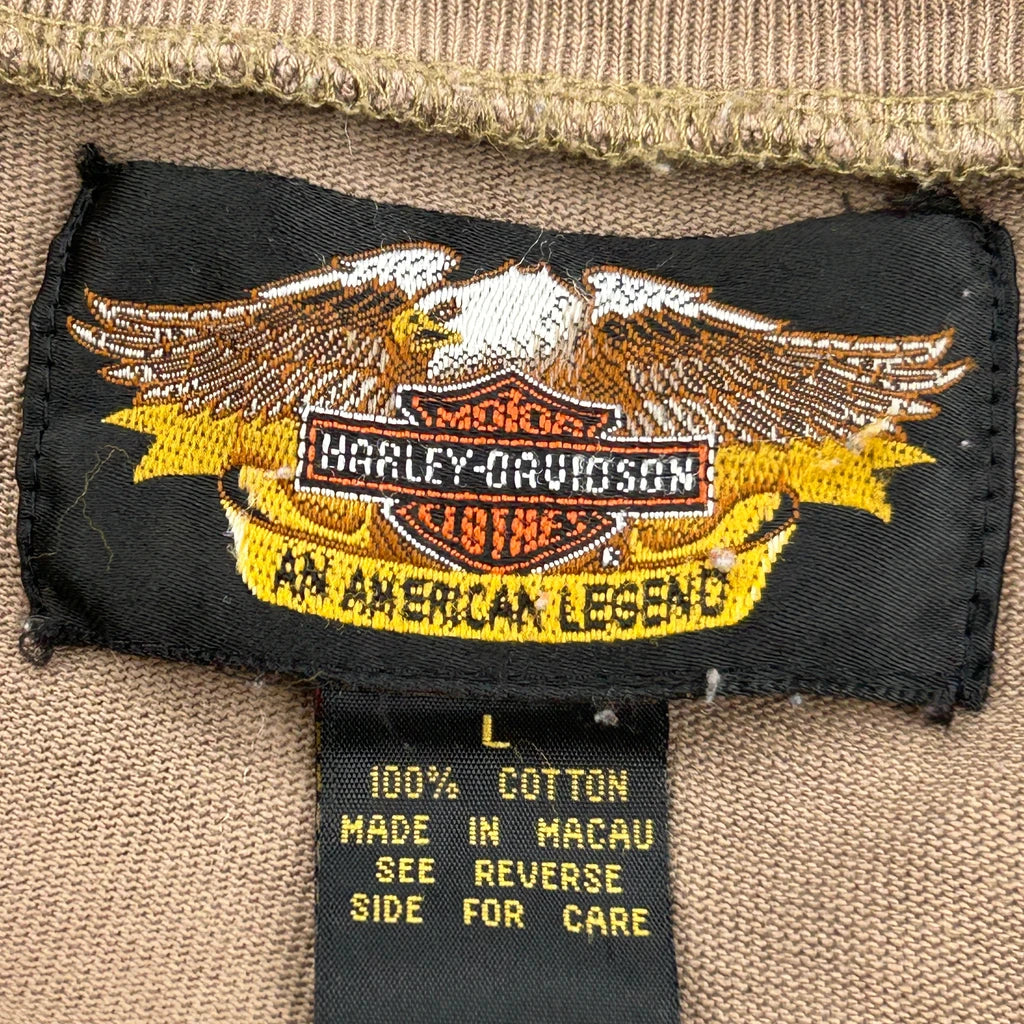 MOTOR
HARLEY-DAVIDSON
CLOTHES
®
AN AMERICAN LEGEND
L
100% COTTON
MADE IN MACAU
SEE REVERSE
SIDE FOR CARE